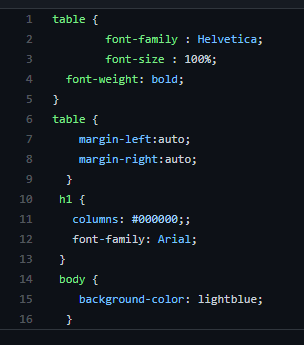 1 table {
2 font-family : Helvetica;
3 font-size : 100%;
4 font-weight: bold;
5 }
6 table {
7 margin-left:auto;
8 margin-right:auto;
9 }
10 h1 {
11 columns: #000000;;
12 font-family: Arial;
13 }
14 body {
15 background-color: lightblue;
16 }